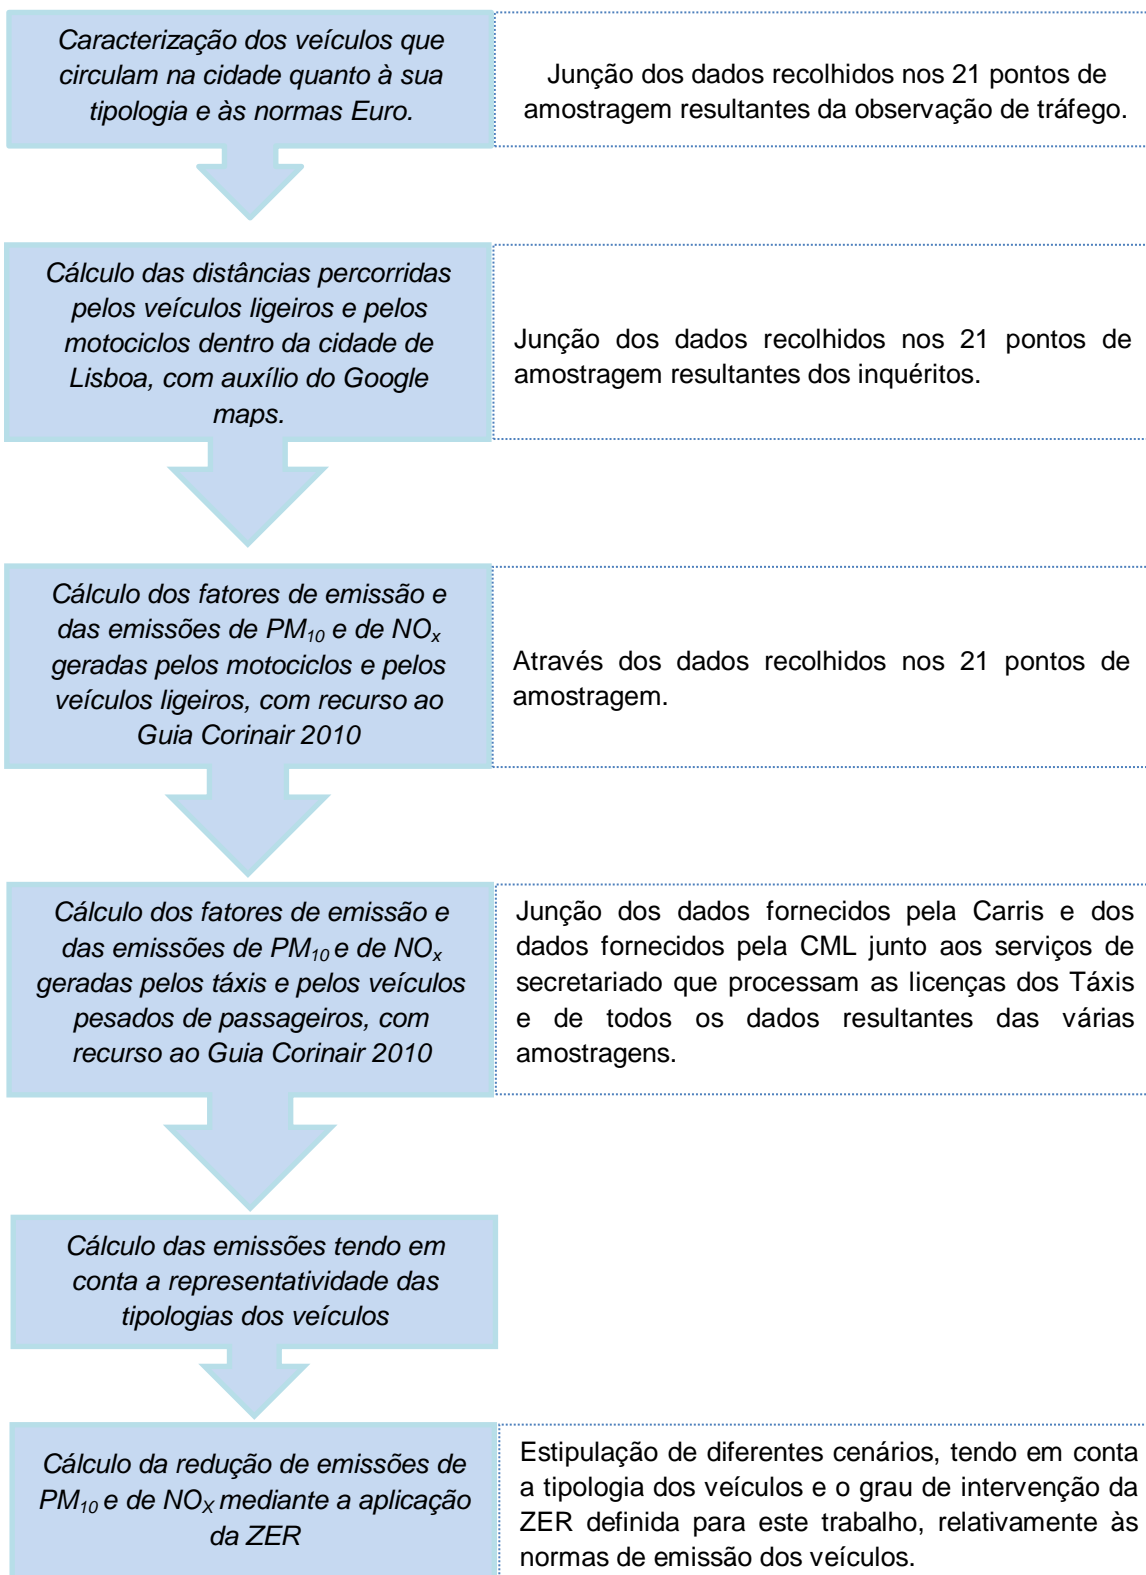 Caracterização dos veículos que
circulam na cidade quanto à sua
tipologia e às normas Euro.
Junção dos dados recolhidos nos 21 pontos de
amostragem resultantes da observação de tráfego.
Cálculo das distâncias percorridas
pelos veículos ligeiros e pelos
motociclos dentro da cidade de
Lisboa, com auxílio do Google
maps.
Junção dos dados recolhidos nos 21 pontos de
amostragem resultantes dos inquéritos.
Cálculo dos fatores de emissão e
das emissões de PM₁₀ e de NOₓ
geradas pelos motociclos e pelos
veículos ligeiros, com recurso ao
Guia Corinair 2010
Através dos dados recolhidos nos 21 pontos de
amostragem.
Cálculo dos fatores de emissão e
das emissões de PM₁₀ e de NOₓ
geradas pelos táxis e pelos veículos
pesados de passageiros, com
recurso ao Guia Corinair 2010
Junção dos dados fornecidos pela Carris e dos
dados fornecidos pela CML junto aos serviços de
secretariado que processam as licenças dos Táxis
e de todos os dados resultantes das várias
amostragens.
Cálculo das emissões tendo em
conta a representatividade das
tipologias dos veículos
Cálculo da redução de emissões de
PM₁₀ e de NOX mediante a aplicação
da ZER
Estipulação de diferentes cenários, tendo em conta
a tipologia dos veículos e o grau de intervenção da
ZER definida para este trabalho, relativamente às
normas de emissão dos veículos.